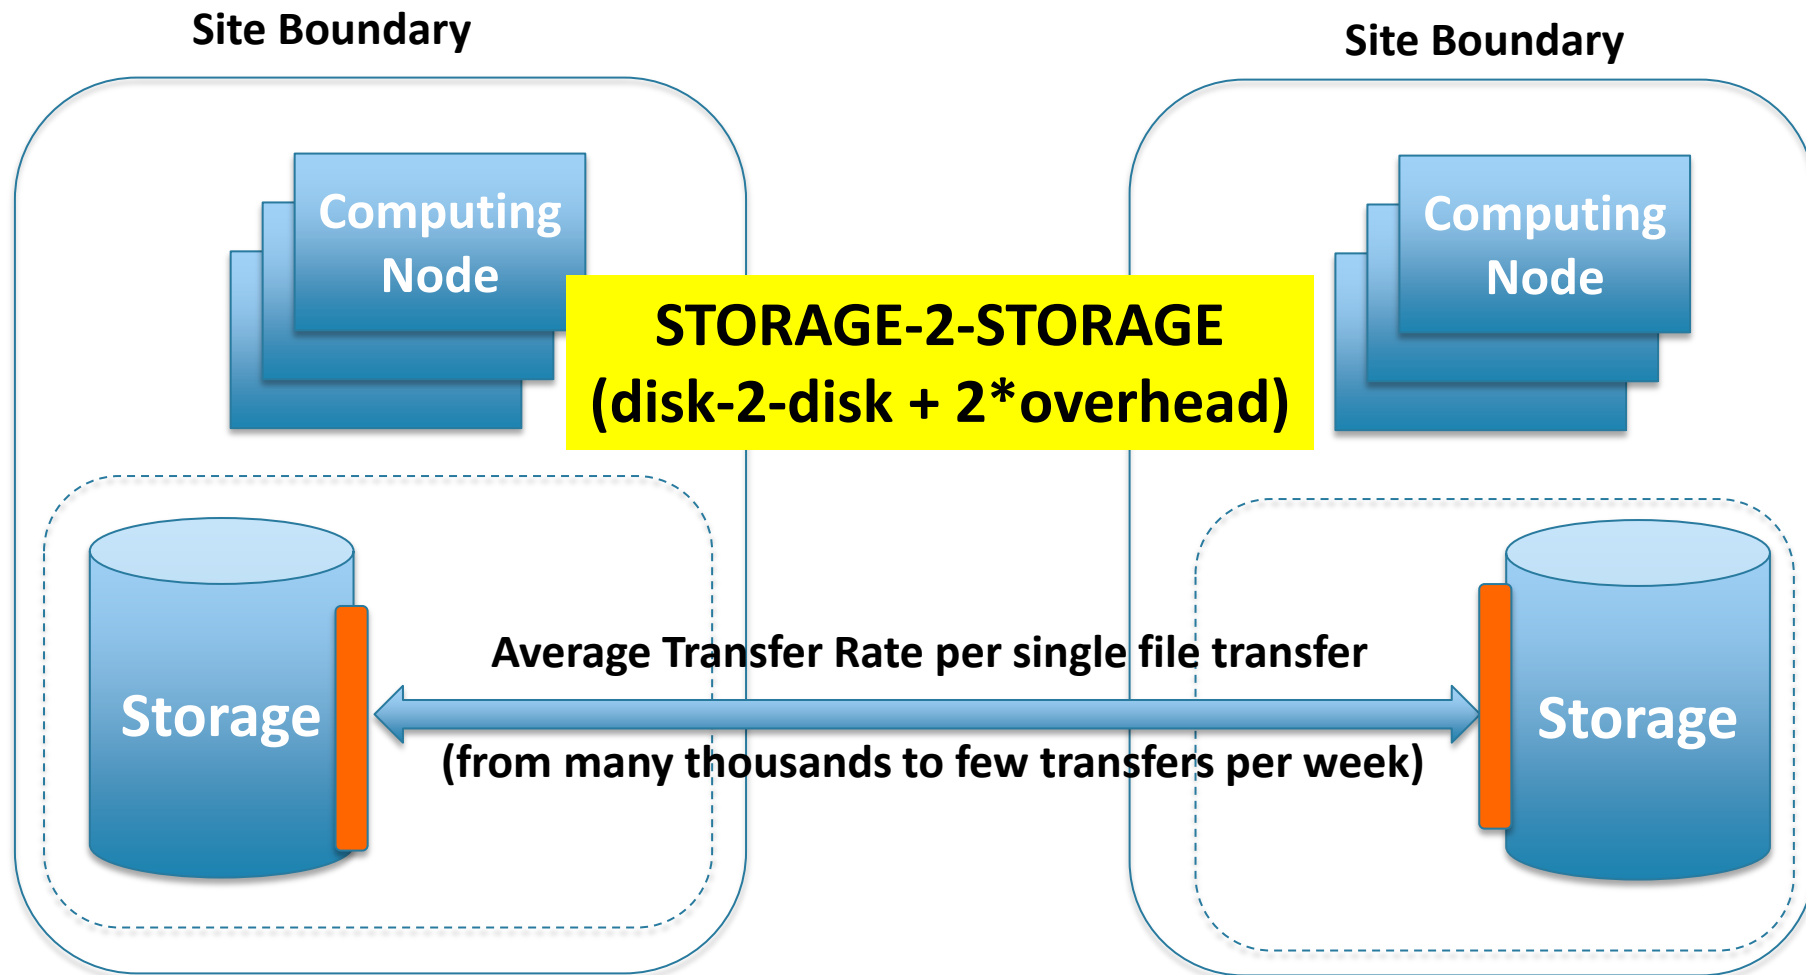 Site Boundary
Site Boundary
Computing
Node
Computing
Node
STORAGE-2-STORAGE
(disk-2-disk + 2*overhead)
Average Transfer Rate per single file transfer
Storage
Storage
(from many thousands to few transfers per week)